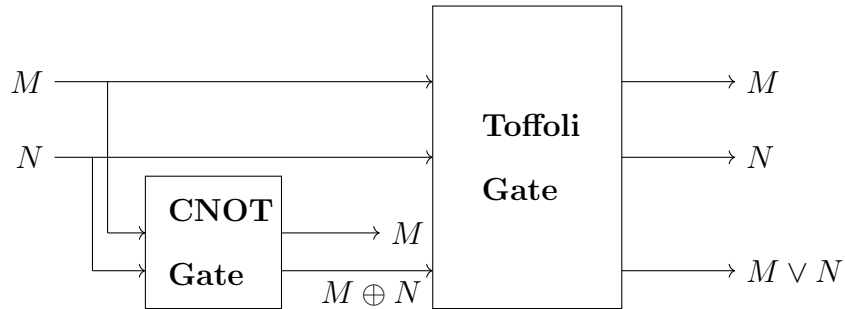 M
N
CNOT
Gate
M
M ⊕ N
Toffoli
Gate
M
N
M ∨ N